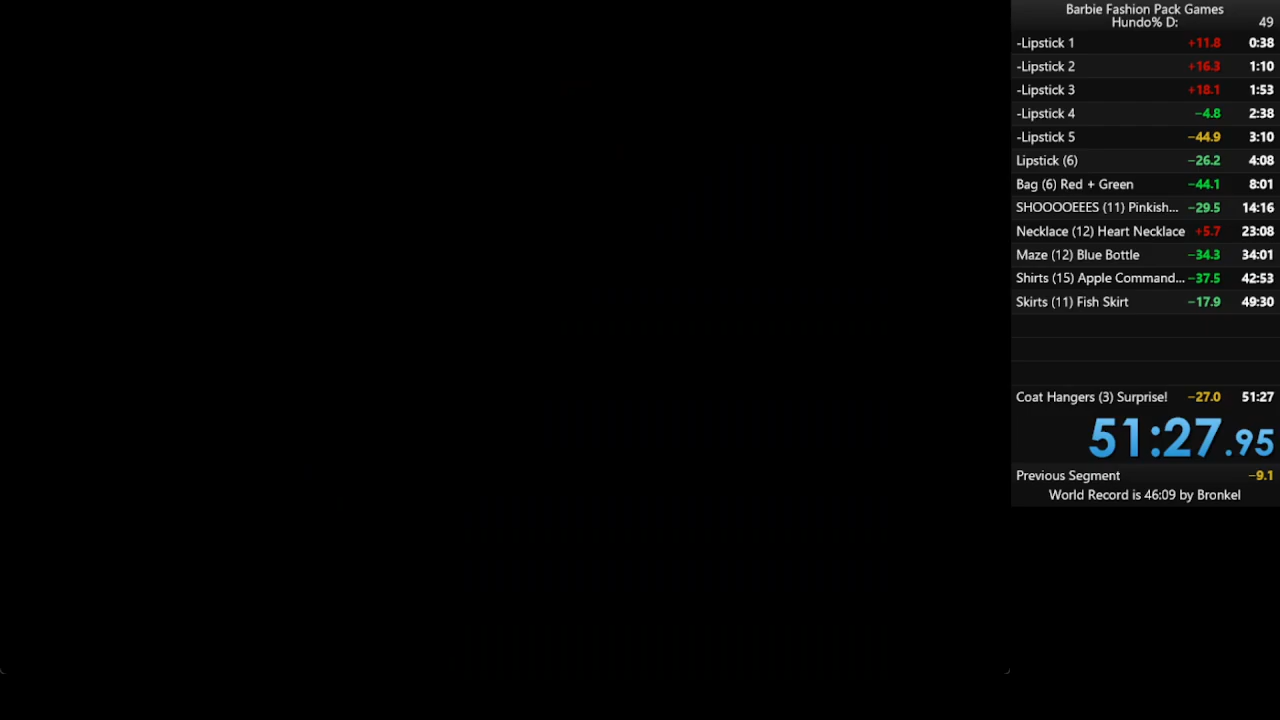 Barbie Fashion Pack Games
Hundo% D: 49
-Lipstick 1 +11.8 0:38
-Lipstick 2 +16.3 1:10
-Lipstick 3 +18.1 1:53
-Lipstick 4 −4.8 2:38
-Lipstick 5 −44.9 3:10
Lipstick (6) −26.2 4:08
Bag (6) Red + Green −44.1 8:01
SHOOOOEEES (11) Pinkish... −29.5 14:16
Necklace (12) Heart Necklace +5.7 23:08
Maze (12) Blue Bottle −34.3 34:01
Shirts (15) Apple Command... −37.5 42:53
Skirts (11) Fish Skirt −17.9 49:30
Coat Hangers (3) Surprise! −27.0 51:27
51:27.95
Previous Segment −9.1
World Record is 46:09 by Bronkel